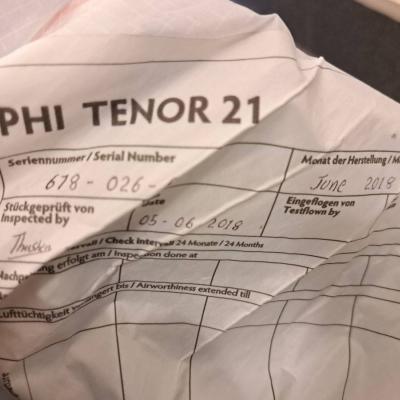 PHI TENOR 21
Seriennummer / Serial Number
678 - 026 -
Monat der Herstellung / M
June 2018
Stückgeprüft von
Inspected by
Date
05-06 2018
Eingeflogen von
Testflown by
/ Check Interval 24 Monate / 24 Months
erfolgt am / Inspection done at
Lufttüchtigkeit verlängert bis / Airworthiness extended till